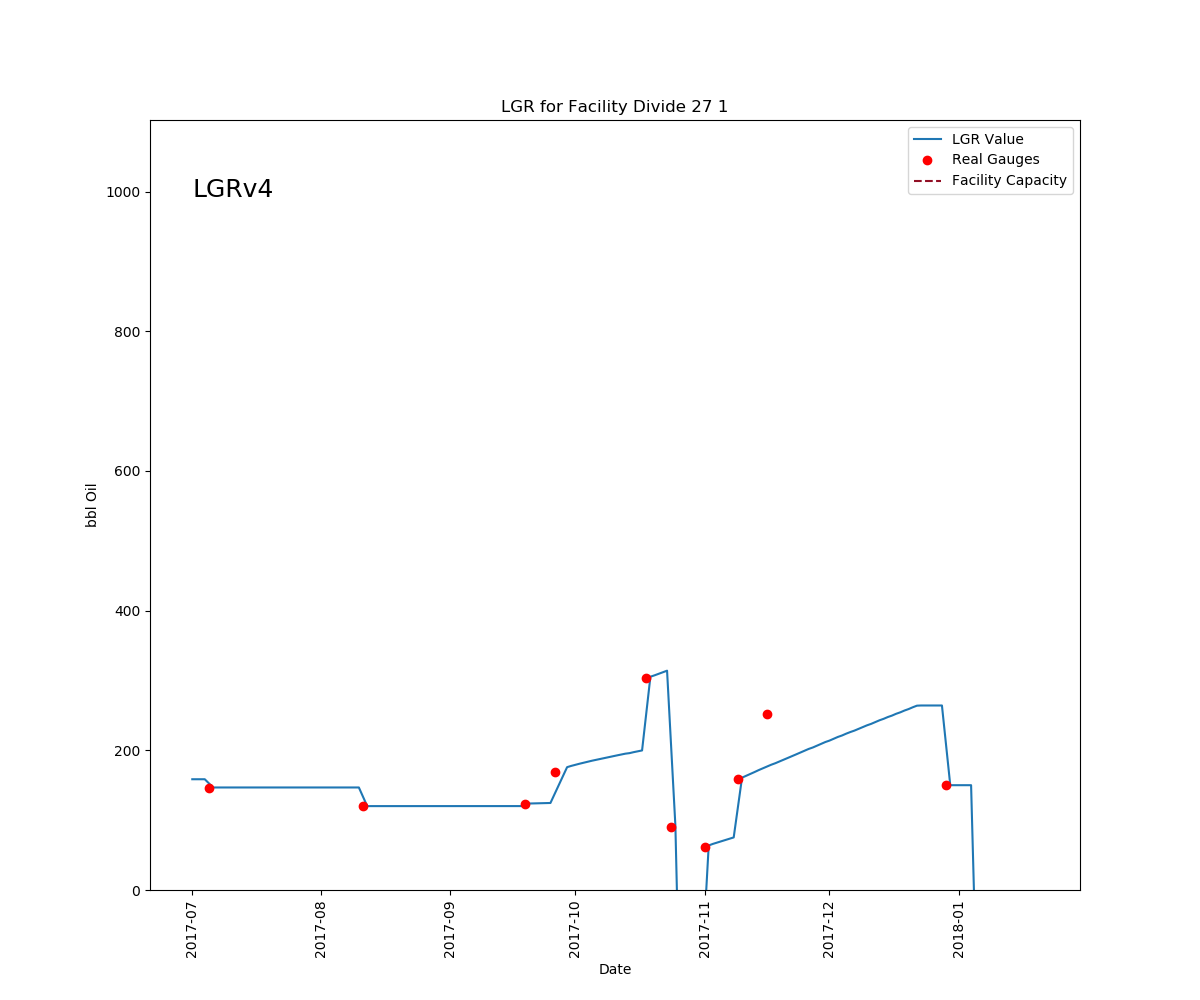 LGR for Facility Divide 27 1
LGRv4
LGR Value
Real Gauges
Facility Capacity
bbl Oil
1000
800
600
400
200
0
2017-07
2017-08
2017-09
2017-10
2017-11
2017-12
2018-01
Date